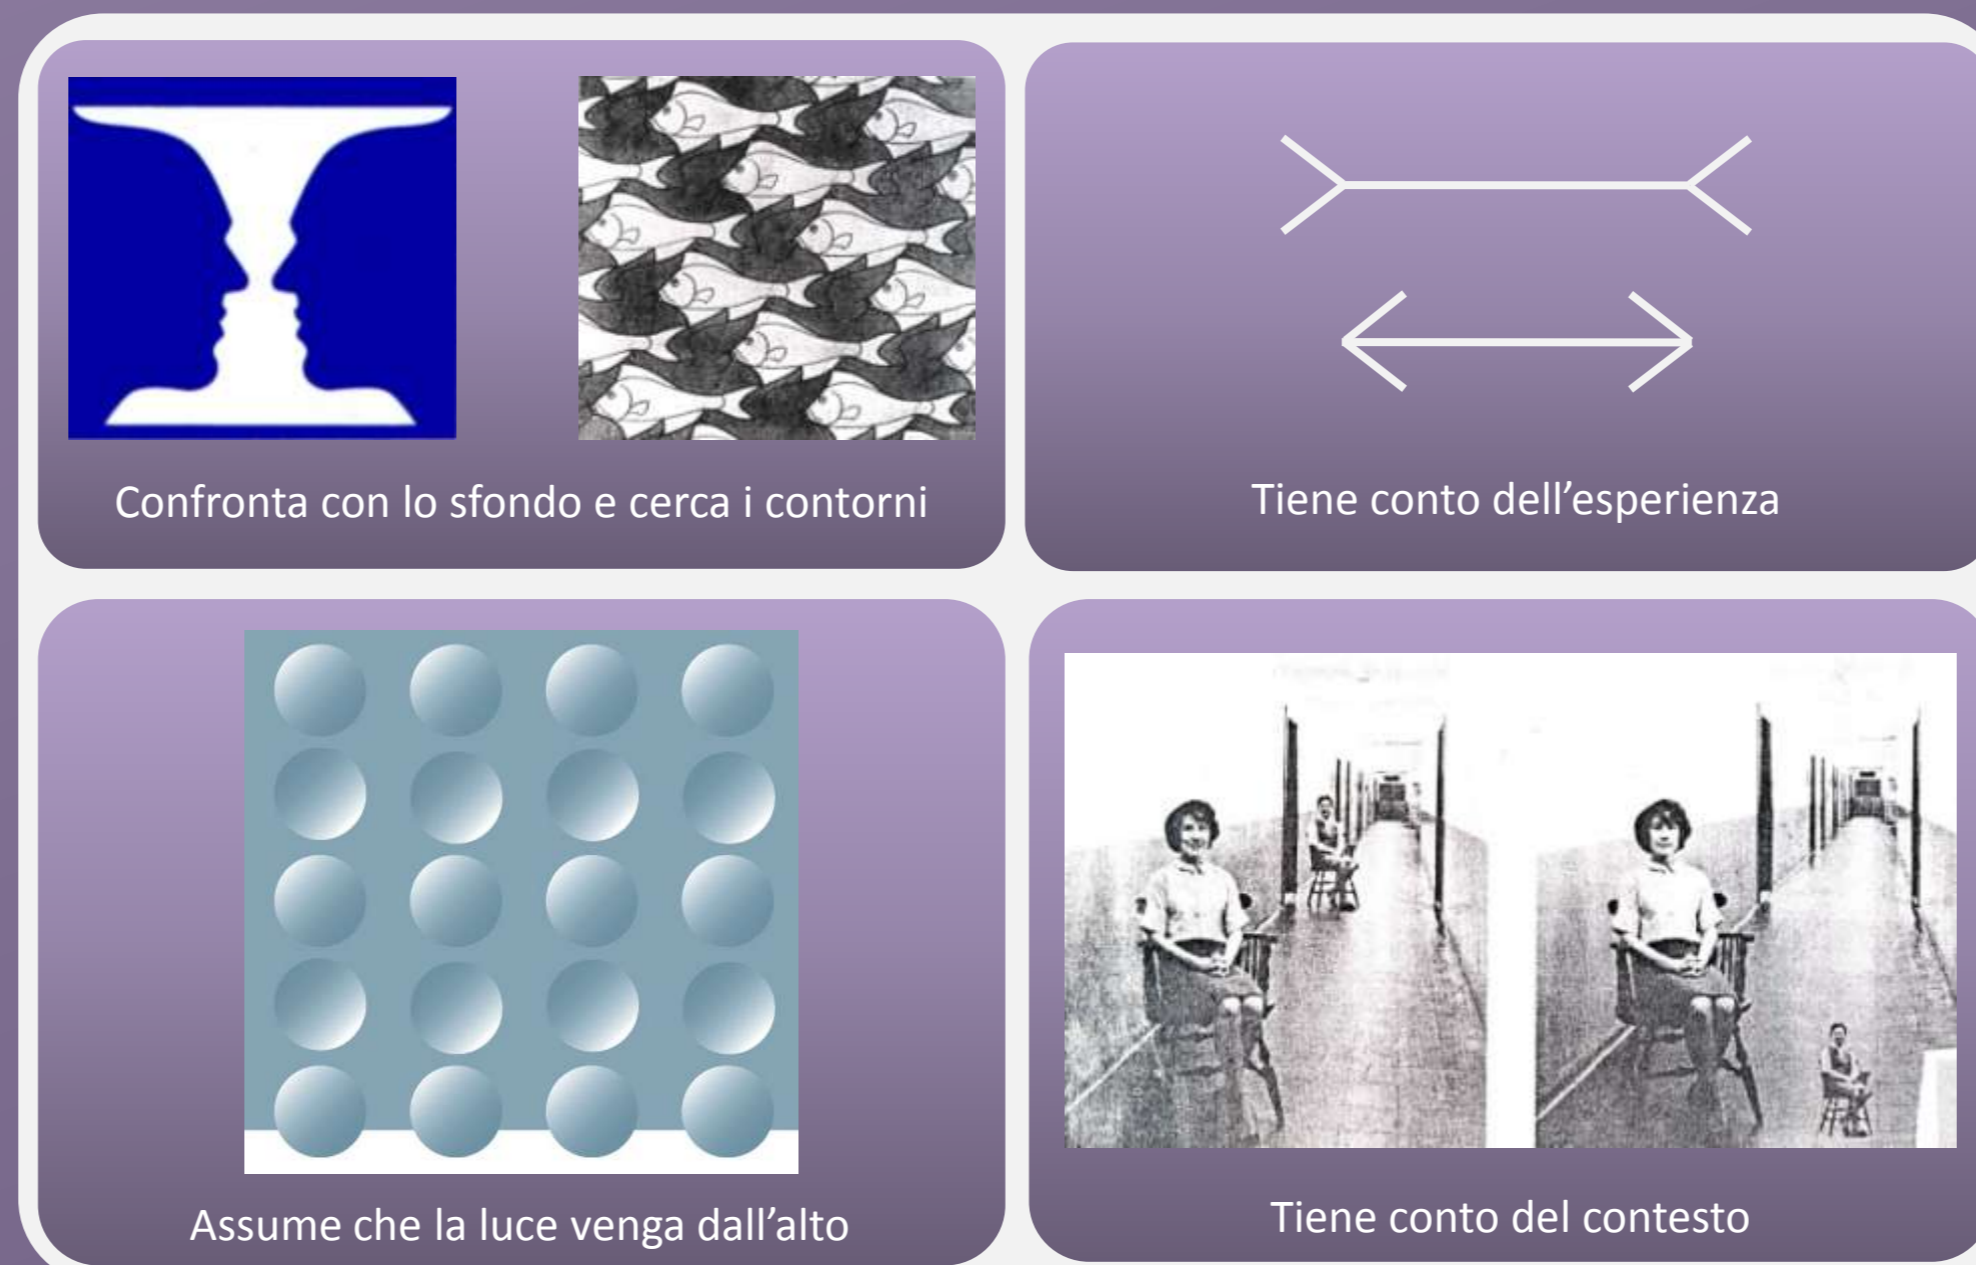 Confronta con lo sfondo e cerca i contorni
Tiene conto dell’esperienza
Assume che la luce venga dall’alto
Tiene conto del contesto